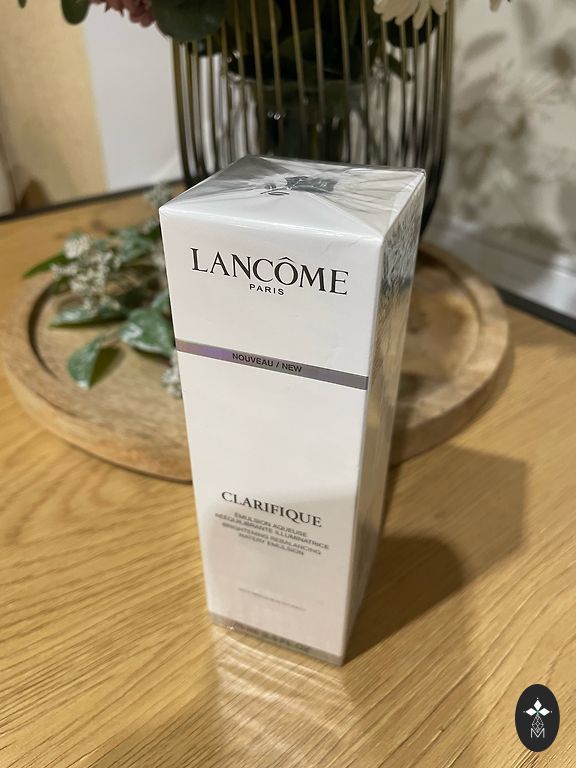 LANCÔME
PARIS
NOUVEAU / NEW
CLARIFIQUE
ÉMULSION AQUEUSE
RÉÉQUILIBRANTE ILLUMINATRICE
BRIGHTENING REBALANCING
WATERY EMULSION
M